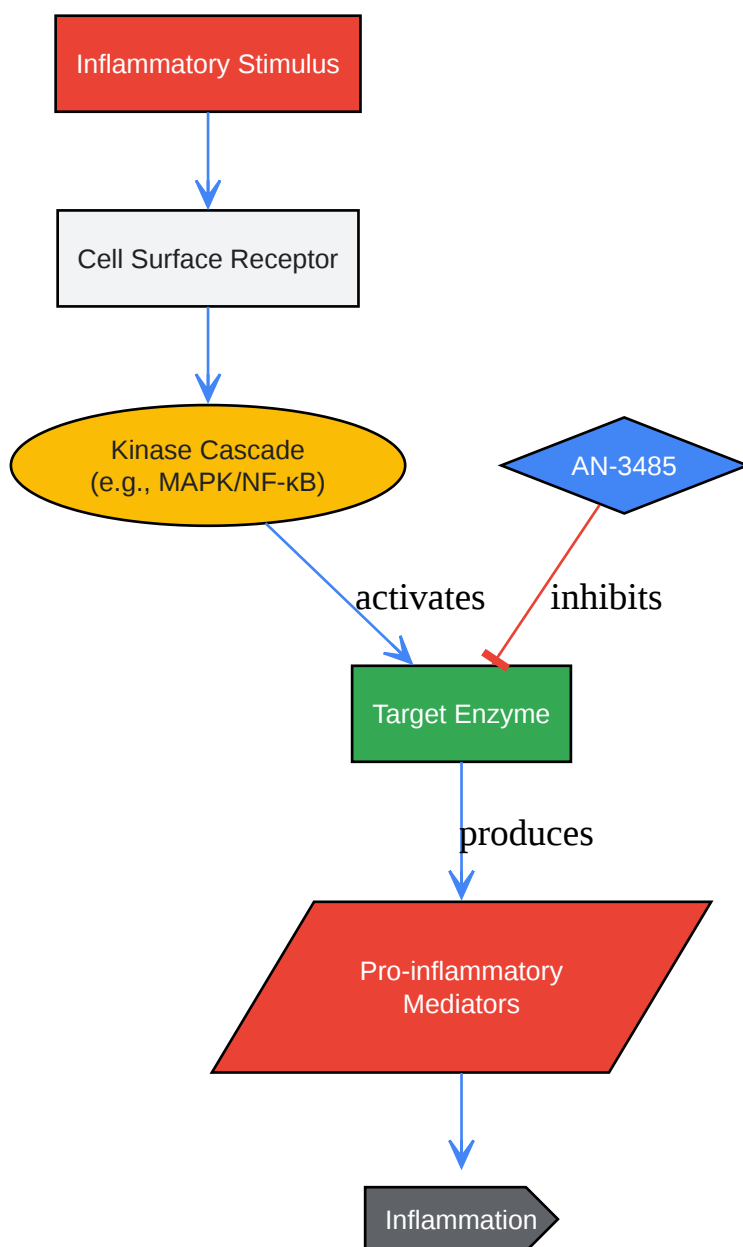 Inflammatory Stimulus
Cell Surface Receptor
Kinase Cascade
(e.g., MAPK/NF-κB)
AN-3485
activates
inhibits
Target Enzyme
produces
Pro-inflammatory
Mediators
Inflammation